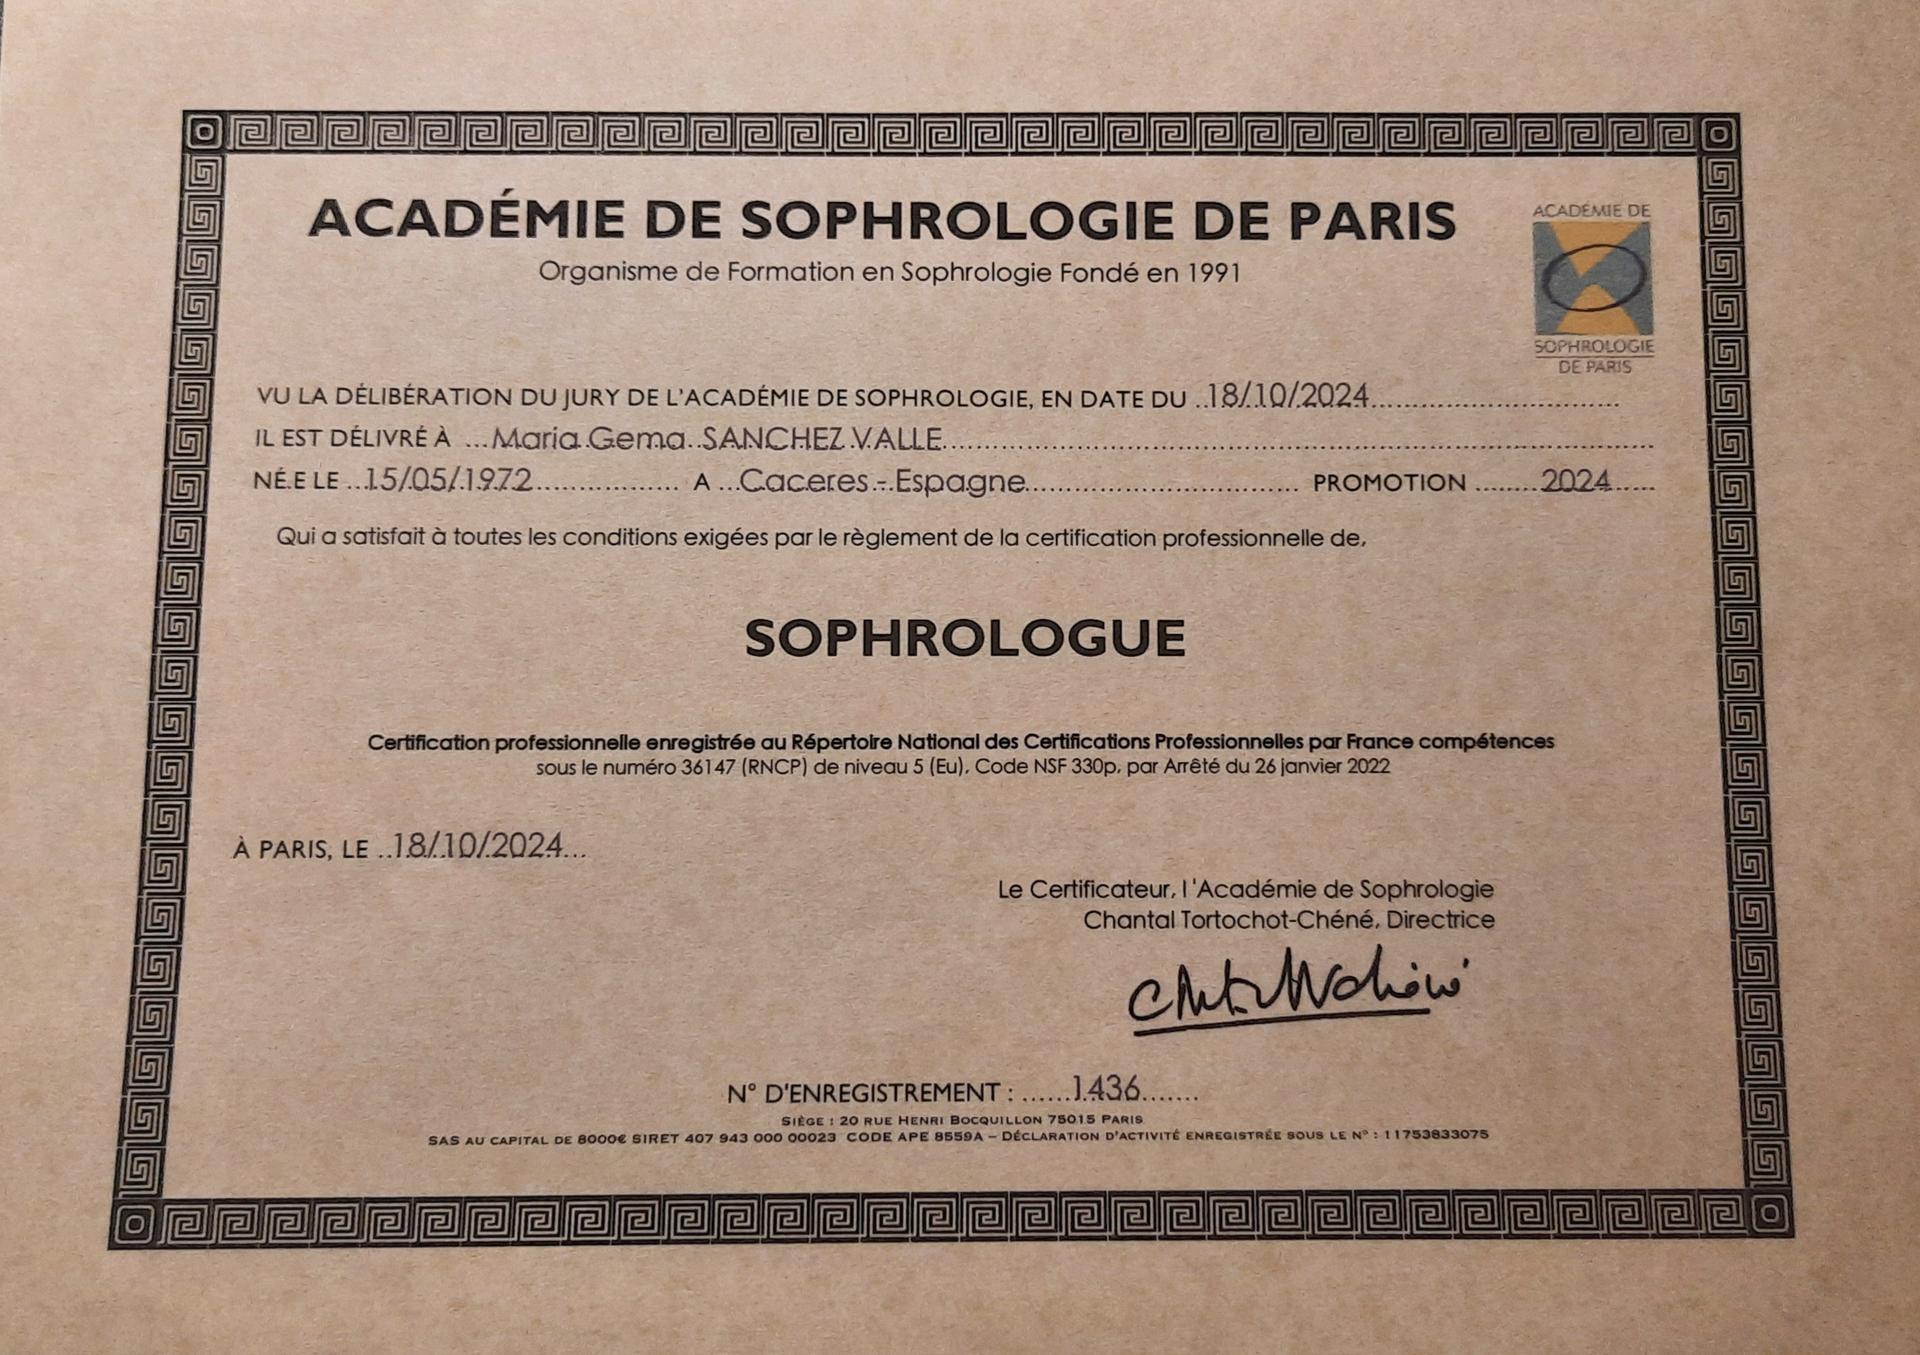 ACADÉMIE DE SOPHROLOGIE DE PARIS
Organisme de Formation en Sophrologie Fondé en 1991
ACADÉMIE DE
SOPHROLOGIE
DE PARIS
VU LA DÉLIBÉRATION DU JURY DE L'ACADÉMIE DE SOPHROLOGIE, EN DATE DU ..18/10/2024..............................
IL EST DÉLIVRÉ À ...Maria Gema SANCHEZ VALLE..............................
NÉ.E LE ...15/05/1972.................... A ...Caceres - Espagne.............................. PROMOTION ........2024.....
Qui a satisfait à toutes les conditions exigées par le règlement de la certification professionnelle de,
SOPHROLOGUE
Certification professionnelle enregistrée au Répertoire National des Certifications Professionnelles par France compétences
sous le numéro 36147 (RNCP) de niveau 5 (Eu), Code NSF 330p, par Arrêté du 26 janvier 2022
À PARIS, LE ..18/10/2024...
Le Certificateur, l 'Académie de Sophrologie
Chantal Tortochot-Chéné, Directrice
N° D'ENREGISTREMENT : ......1436.......
SIÈGE : 20 RUE HENRI BOCQUILLON 75015 PARIS
SAS AU CAPITAL DE 8000€ SIRET 407 943 000 00023 CODE APE 8559A – DÉCLARATION D'ACTIVITÉ ENREGISTRÉE SOUS LE N° : 11753833075